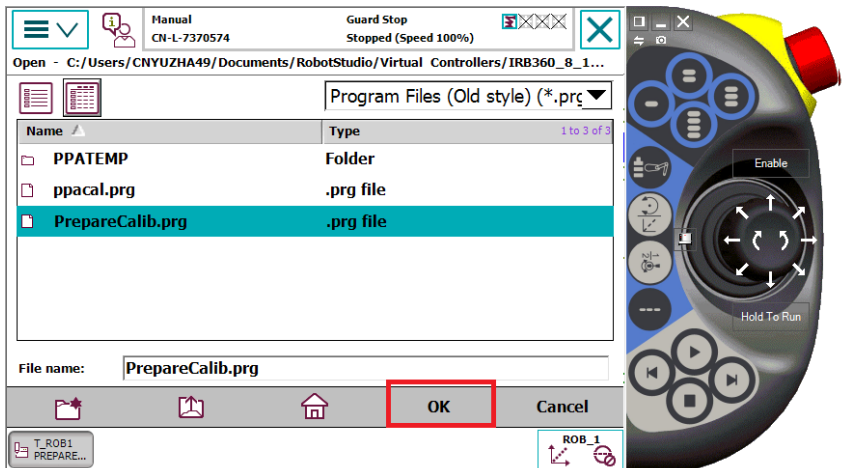 Manual
CN-L-7370574
Guard Stop
Stopped (Speed 100%)
Open - C:/Users/CNYUZHA49/Documents/RobotStudio/Virtual Controllers/IRB360_8_1...
Program Files (Old style) (*.prg
Name
Type
1 to 3 of 3
PPATEMP
Folder
ppacal.prg
.prg file
PrepareCalib.prg
.prg file
File name:
PrepareCalib.prg
OK
Cancel
T_ROB1
PREPARE...
ROB_1
Enable
Hold To Run